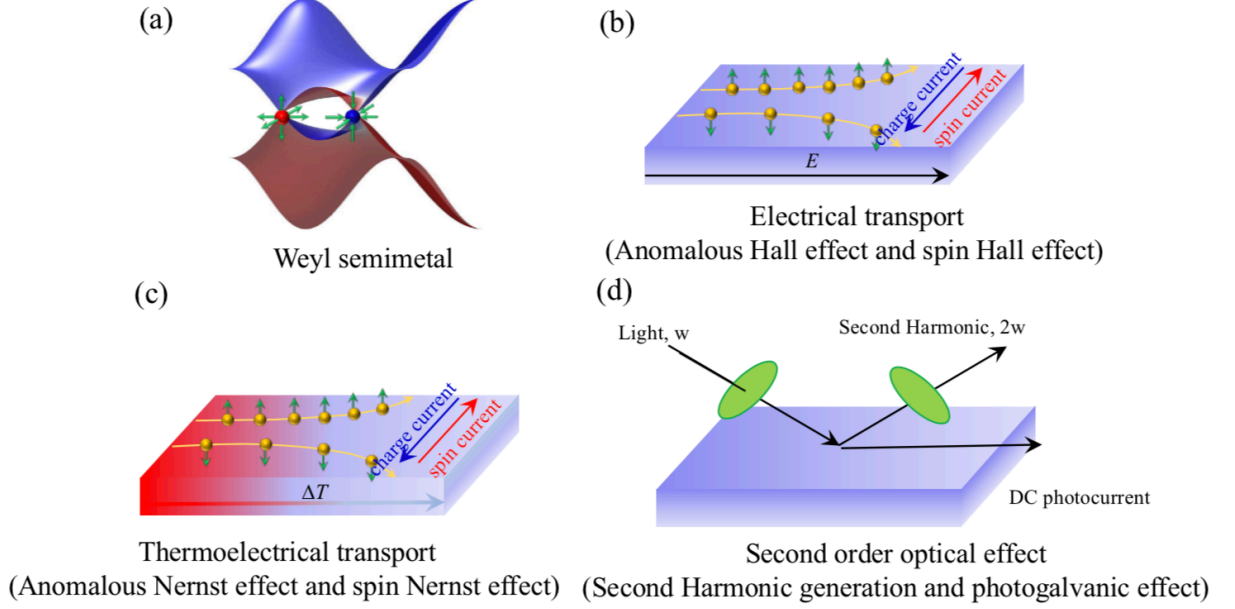 (a)
Weyl semimetal
(b)
charge current
spin current
E
Electrical transport
(Anomalous Hall effect and spin Hall effect)
(c)
charge current
spin current
ΔT
Thermoelectrical transport
(Anomalous Nernst effect and spin Nernst effect)
(d)
Light, w
Second Harmonic, 2w
DC photocurrent
Second order optical effect
(Second Harmonic generation and photogalvanic effect)